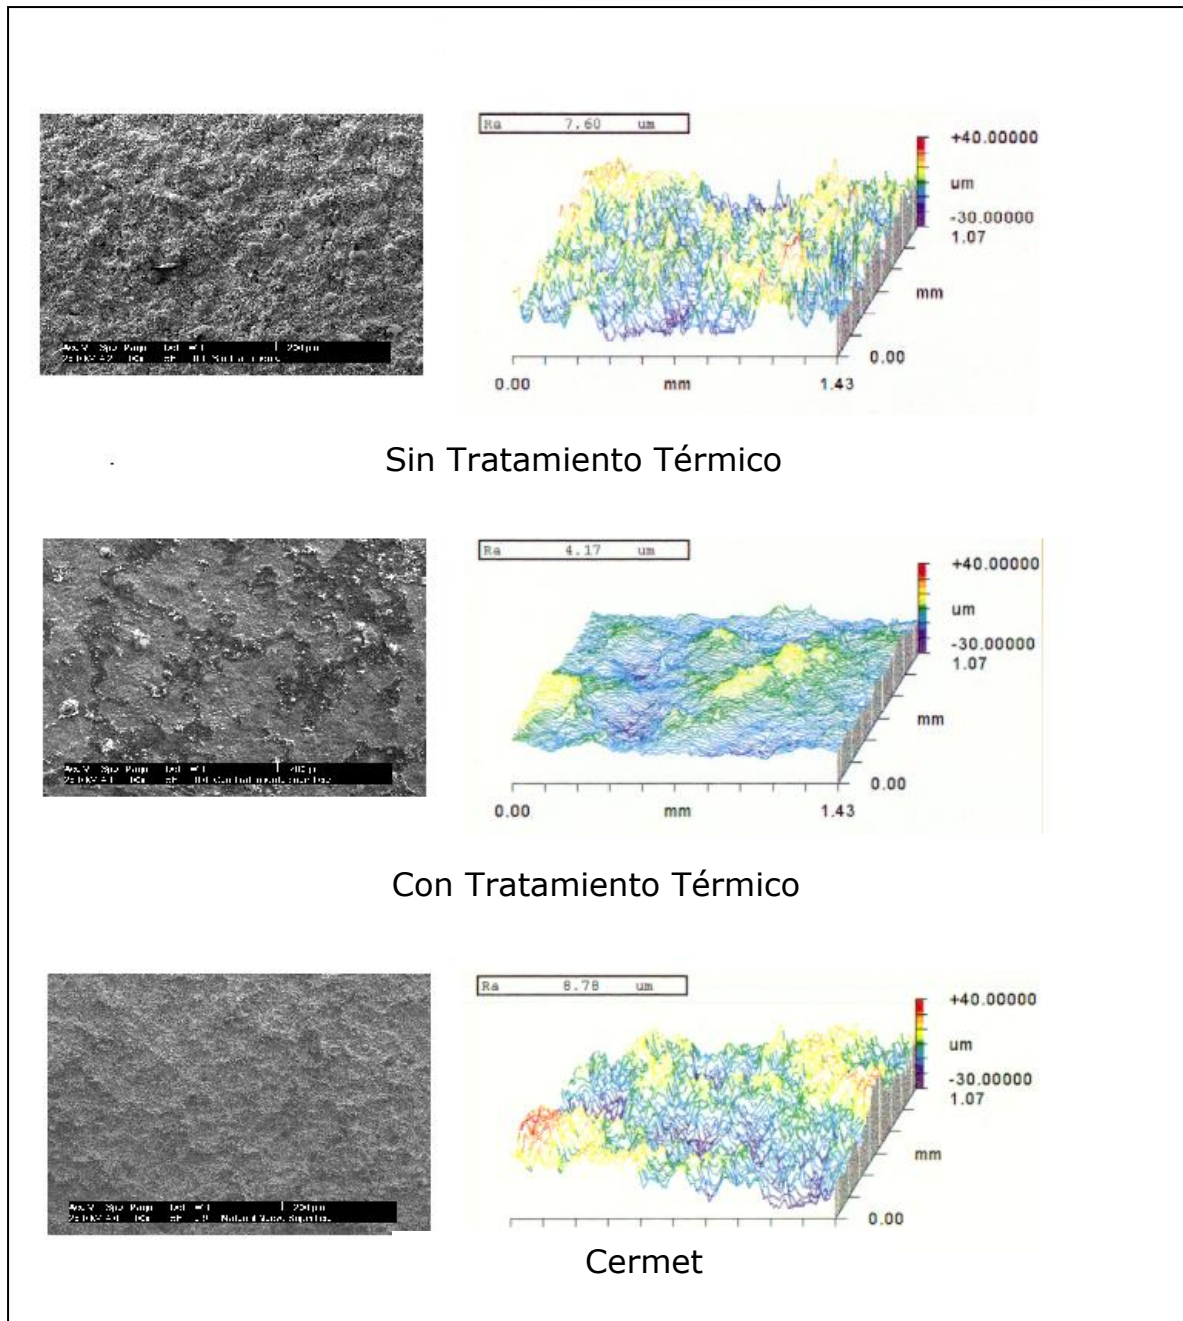 Ra 7.60 um
+40.00000
um
-30.00000
1.07
mm
0.00
0.00 mm 1.43
Sin Tratamiento Térmico
Ra 4.17 um
+40.00000
um
-30.00000
1.07
mm
0.00
0.00 mm 1.43
Con Tratamiento Térmico
Ra 8.78 um
+40.00000
um
-30.00000
1.07
mm
0.00
Cermet